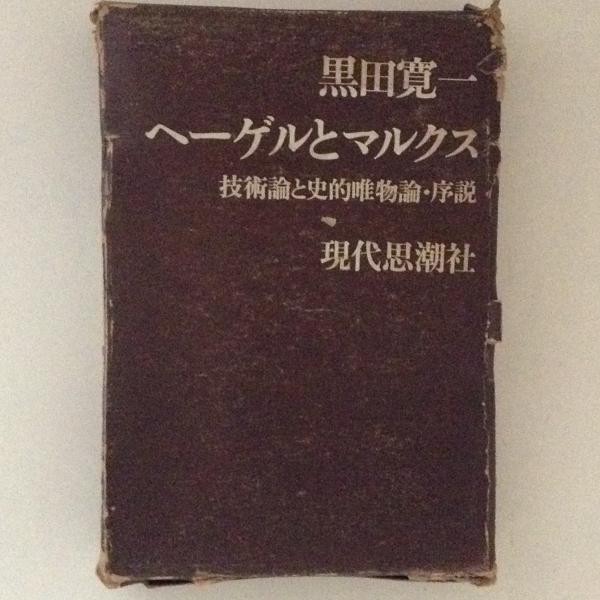 黒田寛一
ヘーゲルとマルクス
技術論と史的唯物論・序説
現代思潮社